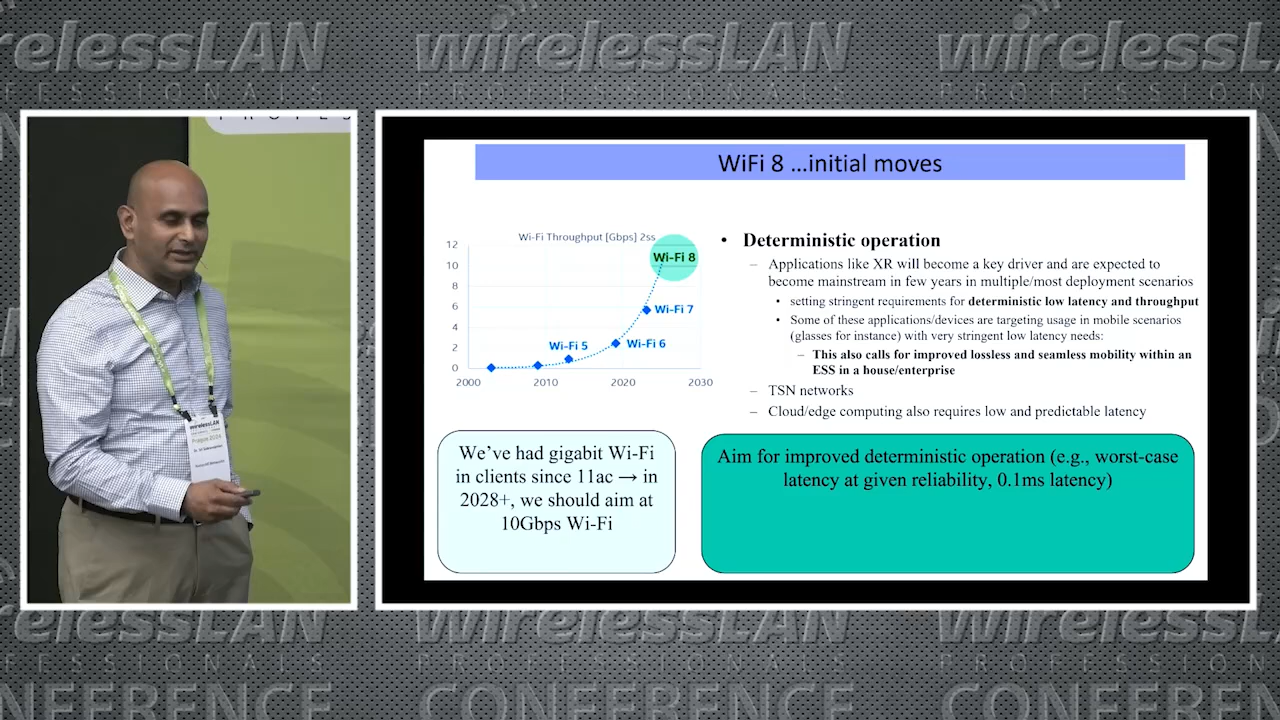 wirelessLAN
PROFESSIONALS
CONFERENCE
WiFi 8 ...initial moves
Wi-Fi Throughput [Gbps] 2ss
12
10
8
6
4
2
0
2000
2010
2020
2030
Wi-Fi 5
Wi-Fi 6
Wi-Fi 7
Wi-Fi 8
• Deterministic operation
– Applications like XR will become a key driver and are expected to
become mainstream in few years in multiple/most deployment scenarios
• setting stringent requirements for deterministic low latency and throughput
• Some of these applications/devices are targeting usage in mobile scenarios
(glasses for instance) with very stringent low latency needs:
– This also calls for improved lossless and seamless mobility within an
ESS in a house/enterprise
– TSN networks
– Cloud/edge computing also requires low and predictable latency
We’ve had gigabit Wi-Fi
in clients since 11ac → in
2028+, we should aim at
10Gbps Wi-Fi
Aim for improved deterministic operation (e.g., worst-case
latency at given reliability, 0.1ms latency)
wirelessLAN